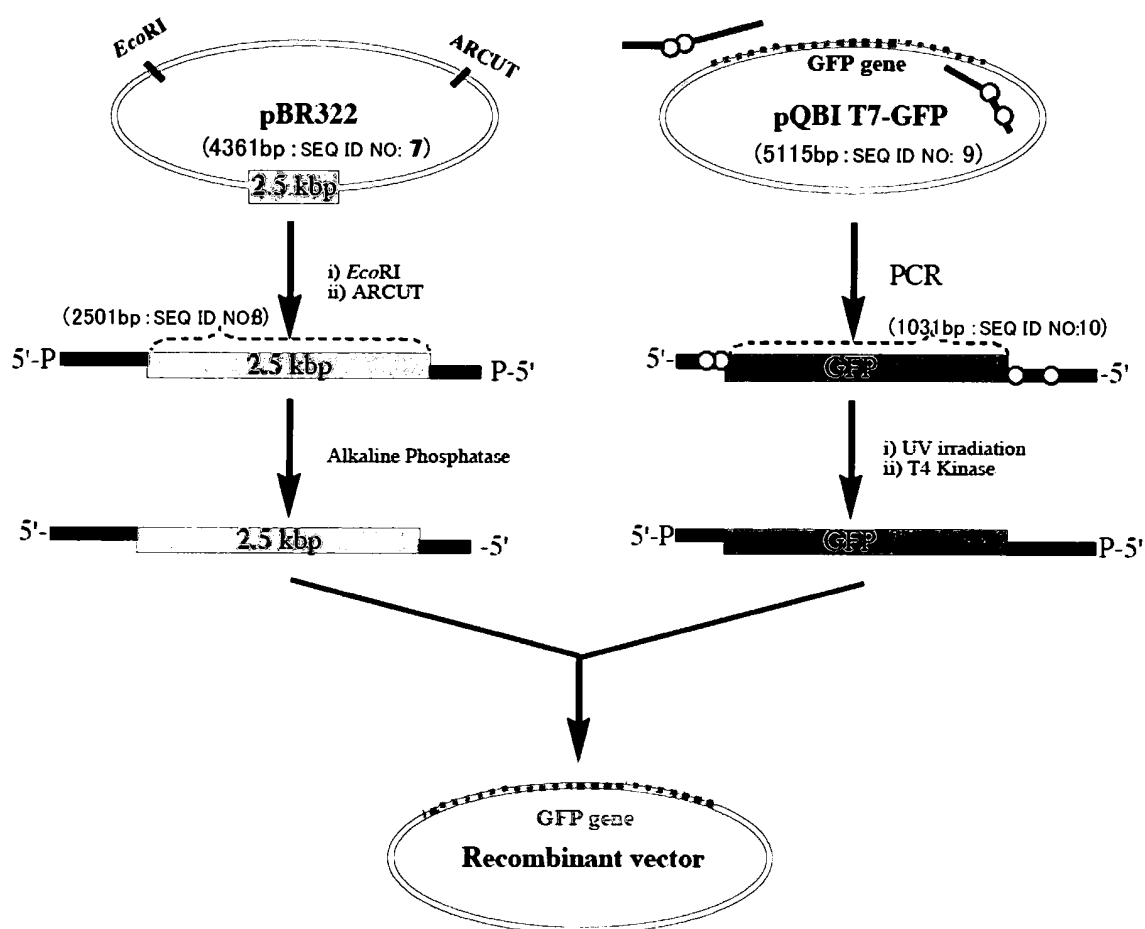 EcoRI
ARCUT
pBR322
(4361bp : SEQ ID NO: 7)
2.5 kbp
GFP gene
pQBI T7-GFP
(5115bp : SEQ ID NO: 9)
i) EcoRI
ii) ARCUT
PCR
(2501bp : SEQ ID NO:8)
5'-P
2.5 kbp
P-5'
(1031bp : SEQ ID NO:10)
5'-
GFP
-5'
Alkaline Phosphatase
i) UV irradiation
ii) T4 Kinase
5'-
2.5 kbp
-5'
5'-P
GFP
P-5'
GFP gene
Recombinant vector